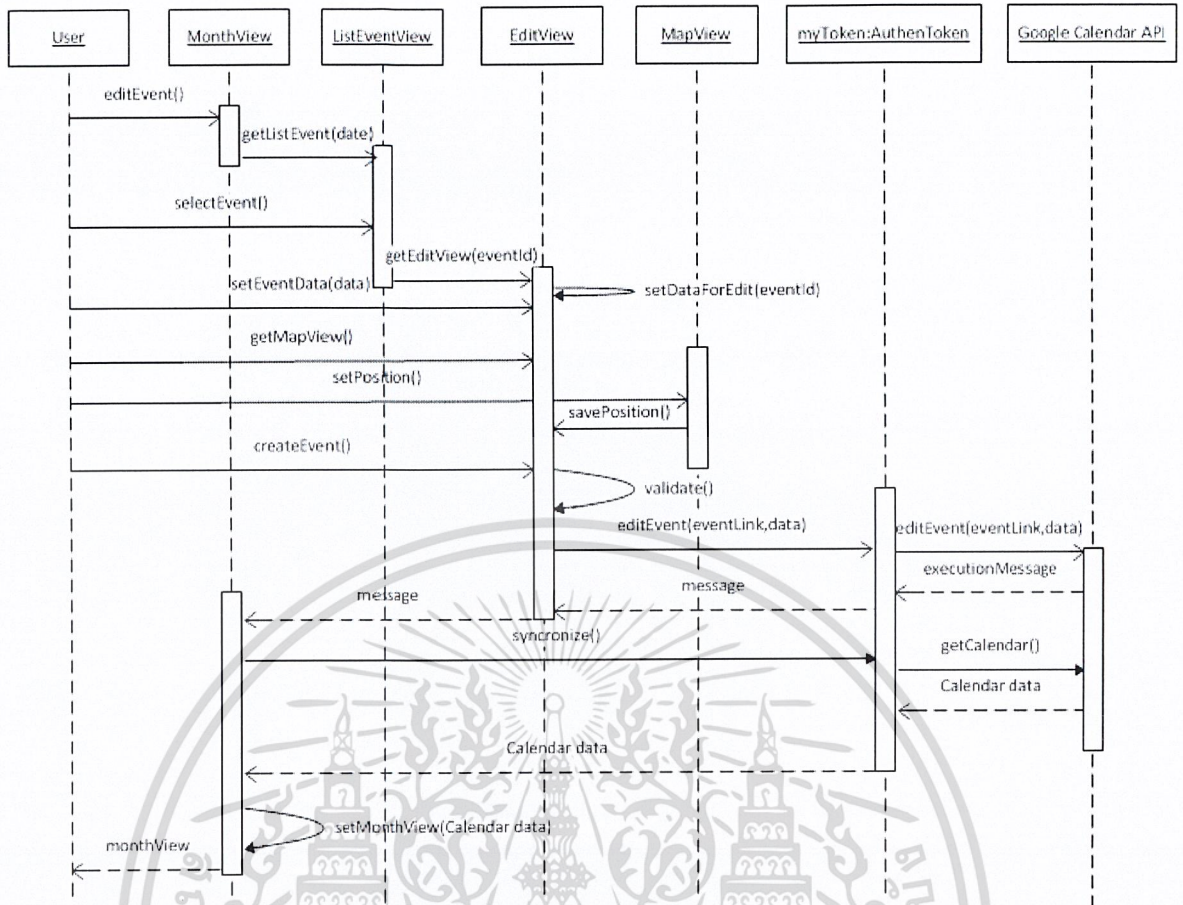 User
MonthView
ListEventView
EditView
MapView
myToken:AuthenToken
Google Calendar API
editEvent()
getListEvent(date)
selectEvent()
getEditView(eventId)
setEventData(data)
setDataForEdit(eventId)
getMapView()
setPosition()
savePosition()
createEvent()
validate()
editEvent(eventLink,data)
editEvent(eventLink,data)
executionMessage
message
message
syncronize()
getCalendar()
Calendar data
Calendar data
setMonthView(Calendar data)
monthView